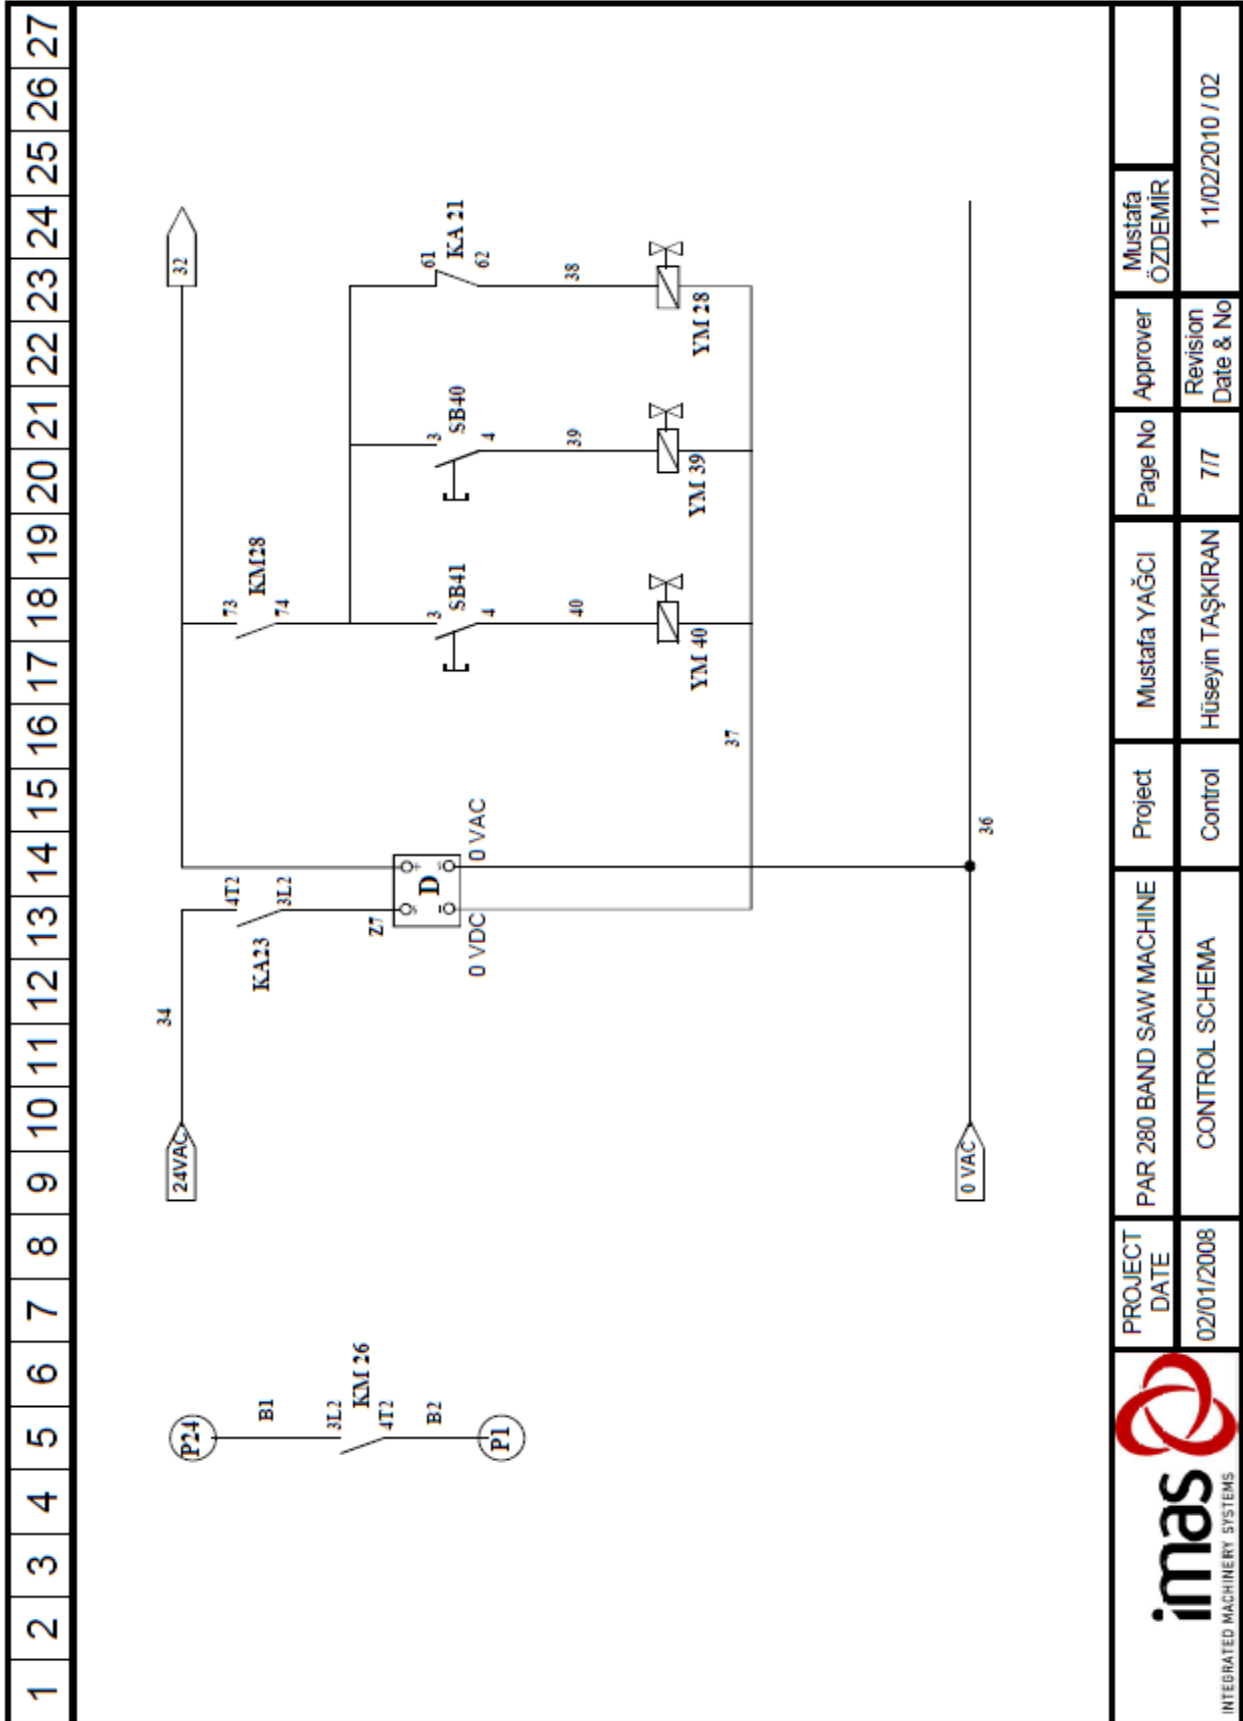 1 2 3 4 5 6 7 8 9 10 11 12 13 14 15 16 17 18 19 20 21 22 23 24 25 26 27
P24
B1
3L2
KM 26
4T2
B2
P1
24VAC
34
4T2
KA23
3L2
Z7
S +
D
- S
0 VDC
0 VAC
32
73
KM28
74
3
SB41
4
40
YM 40
3
SB40
4
39
YM 39
61
KA 21
62
38
YM 28
37
0 VAC
36
imas
INTEGRATED MACHINERY SYSTEMS
PROJECT
DATE
PAR 280 BAND SAW MACHINE
Project
Mustafa YAĞCI
Page No
Approver
Mustafa
ÖZDEMİR
02/01/2008
CONTROL SCHEMA
Control
Hüseyin TAŞKIRAN
7/7
Revision
Date & No
11/02/2010 / 02